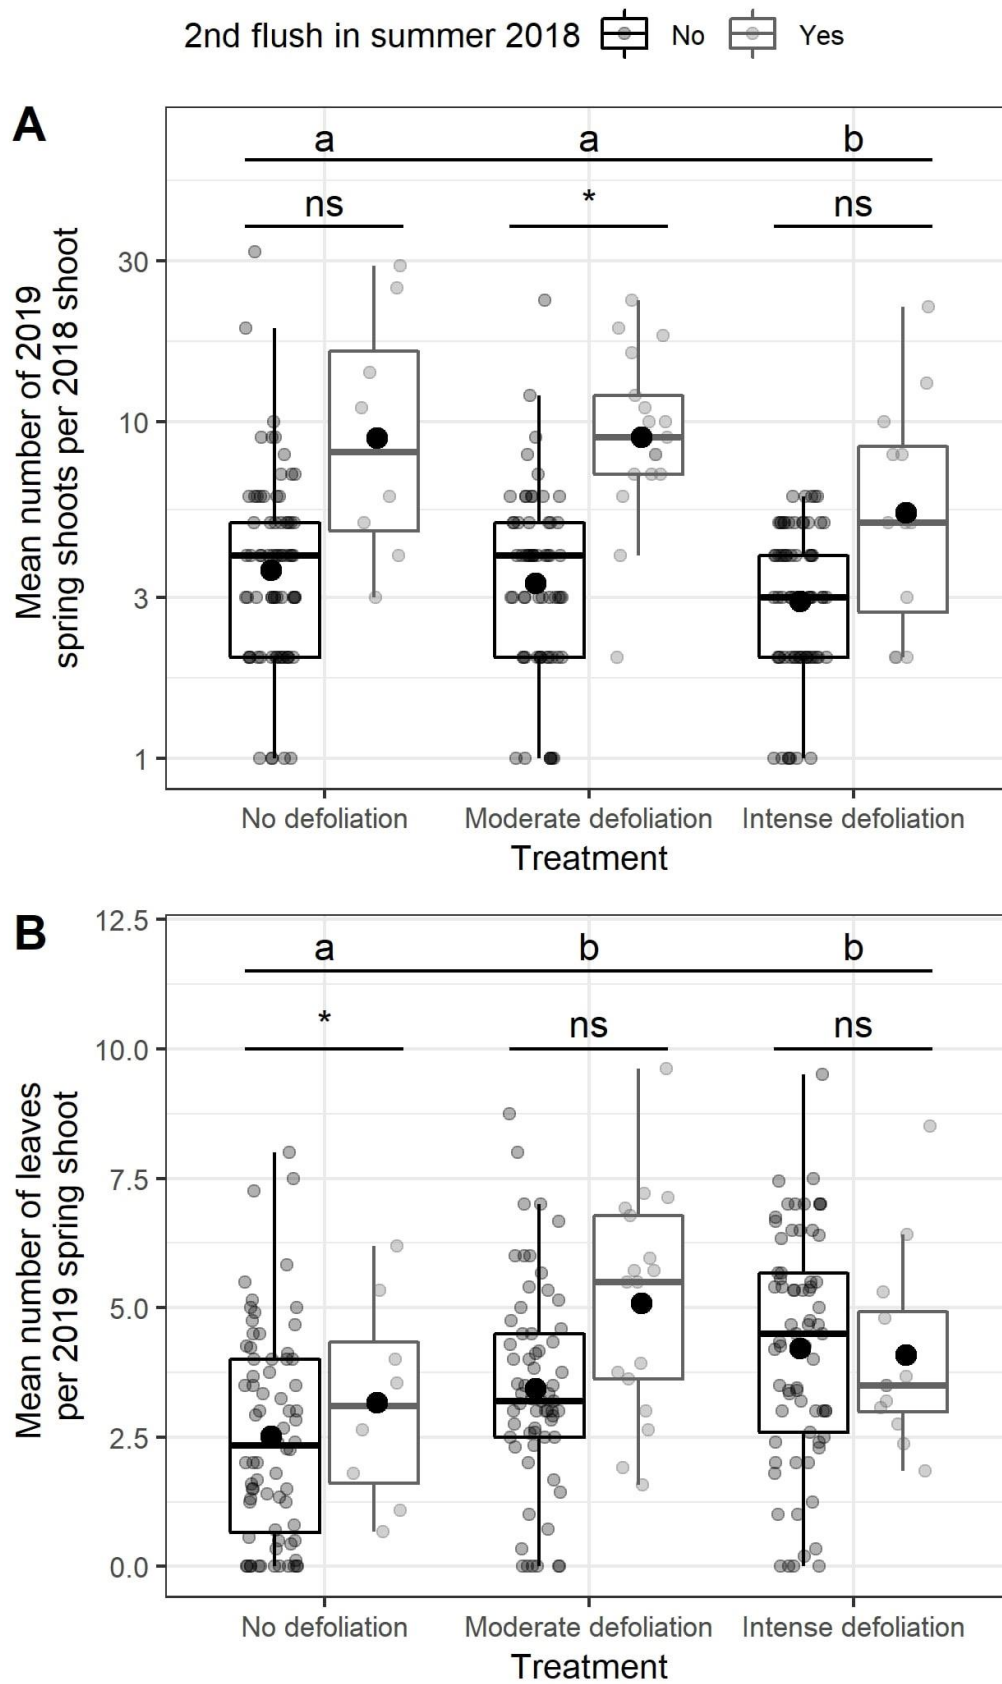 2nd flush in summer 2018 No Yes
A
a a b
ns * ns
Mean number of 2019
spring shoots per 2018 shoot
30
10
3
1
No defoliation Moderate defoliation Intense defoliation
Treatment
B
a b b
* ns ns
Mean number of leaves
per 2019 spring shoot
12.5
10.0
7.5
5.0
2.5
0.0
No defoliation Moderate defoliation Intense defoliation
Treatment